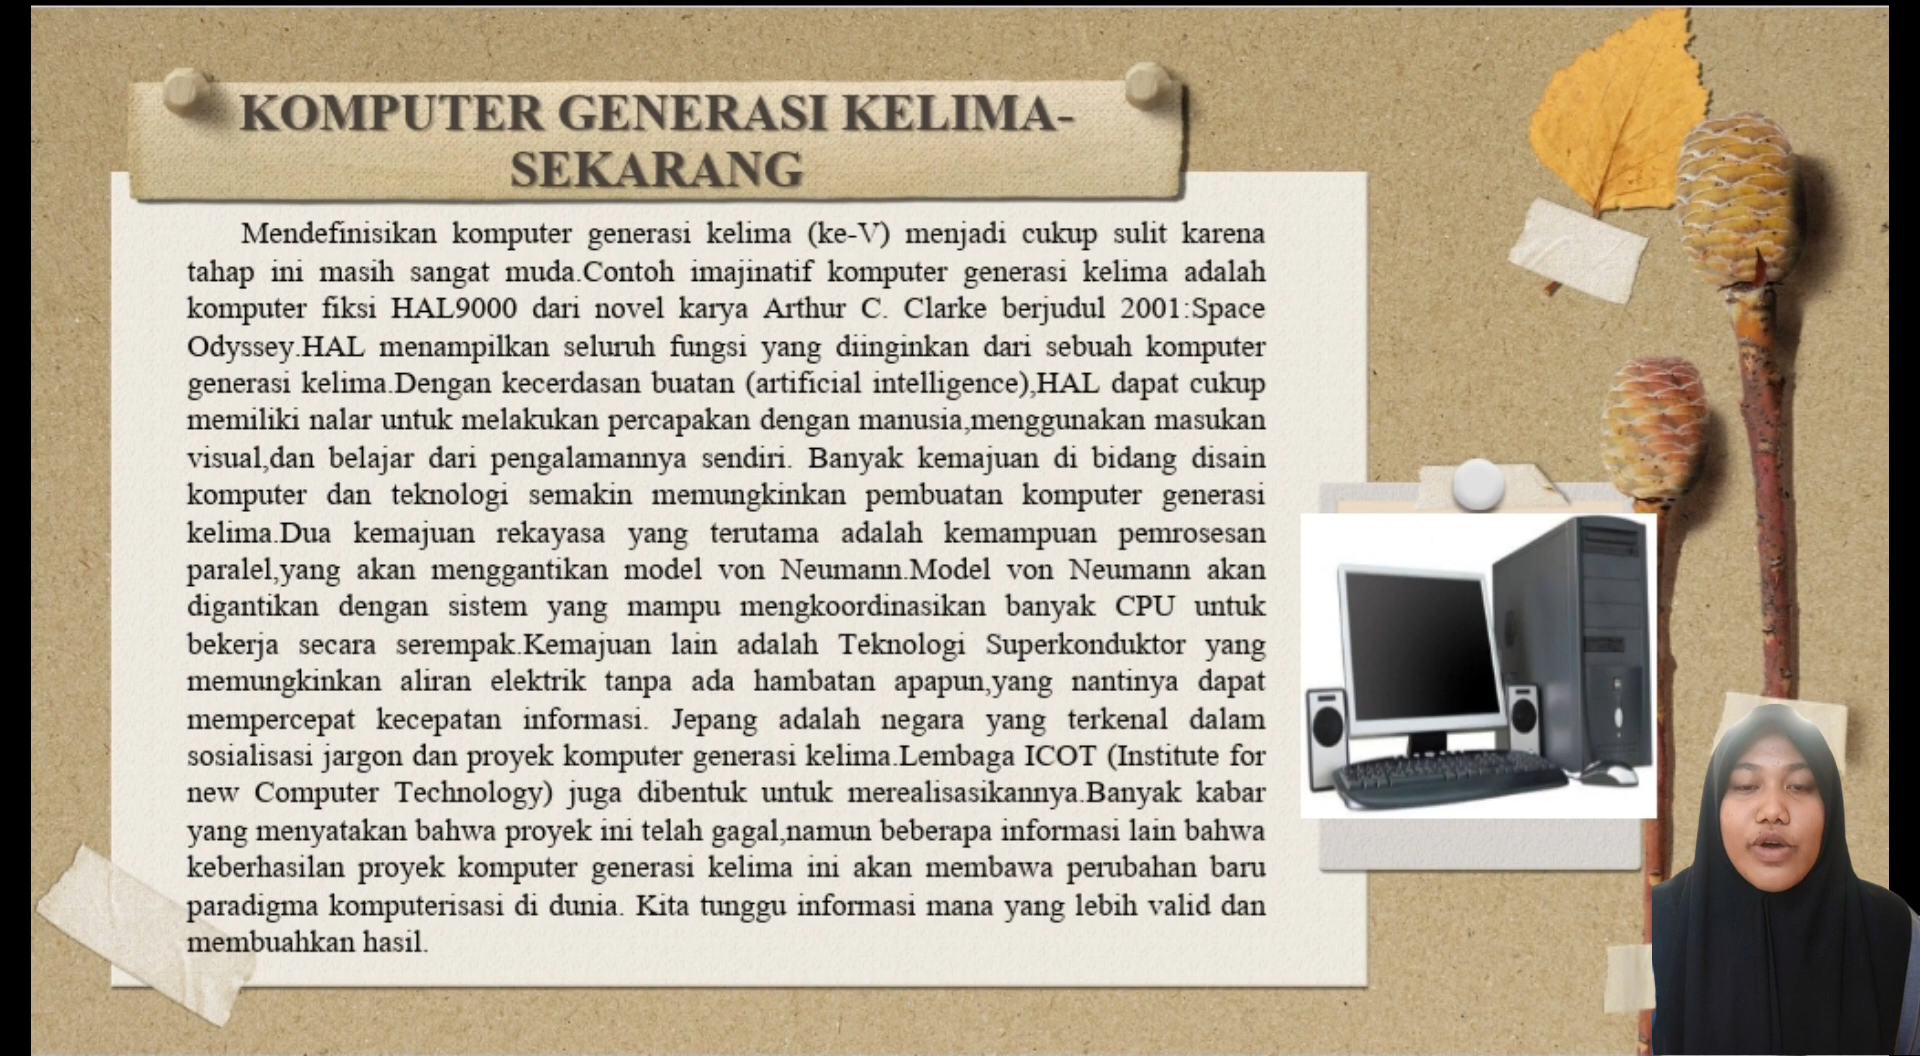 KOMPUTER GENERASI KELIMA-
SEKARANG
Mendefinisikan komputer generasi kelima (ke-V) menjadi cukup sulit karena
tahap ini masih sangat muda.Contoh imajinatif komputer generasi kelima adalah
komputer fiksi HAL9000 dari novel karya Arthur C. Clarke berjudul 2001:Space
Odyssey.HAL menampilkan seluruh fungsi yang diinginkan dari sebuah komputer
generasi kelima.Dengan kecerdasan buatan (artificial intelligence),HAL dapat cukup
memiliki nalar untuk melakukan percapakan dengan manusia,menggunakan masukan
visual,dan belajar dari pengalamannya sendiri. Banyak kemajuan di bidang disain
komputer dan teknologi semakin memungkinkan pembuatan komputer generasi
kelima.Dua kemajuan rekayasa yang terutama adalah kemampuan pemrosesan
paralel,yang akan menggantikan model von Neumann.Model von Neumann akan
digantikan dengan sistem yang mampu mengkoordinasikan banyak CPU untuk
bekerja secara serempak.Kemajuan lain adalah Teknologi Superkonduktor yang
memungkinkan aliran elektrik tanpa ada hambatan apapun,yang nantinya dapat
mempercepat kecepatan informasi. Jepang adalah negara yang terkenal dalam
sosialisasi jargon dan proyek komputer generasi kelima.Lembaga ICOT (Institute for
new Computer Technology) juga dibentuk untuk merealisasikannya.Banyak kabar
yang menyatakan bahwa proyek ini telah gagal,namun beberapa informasi lain bahwa
keberhasilan proyek komputer generasi kelima ini akan membawa perubahan baru
paradigma komputerisasi di dunia. Kita tunggu informasi mana yang lebih valid dan
membuahkan hasil.